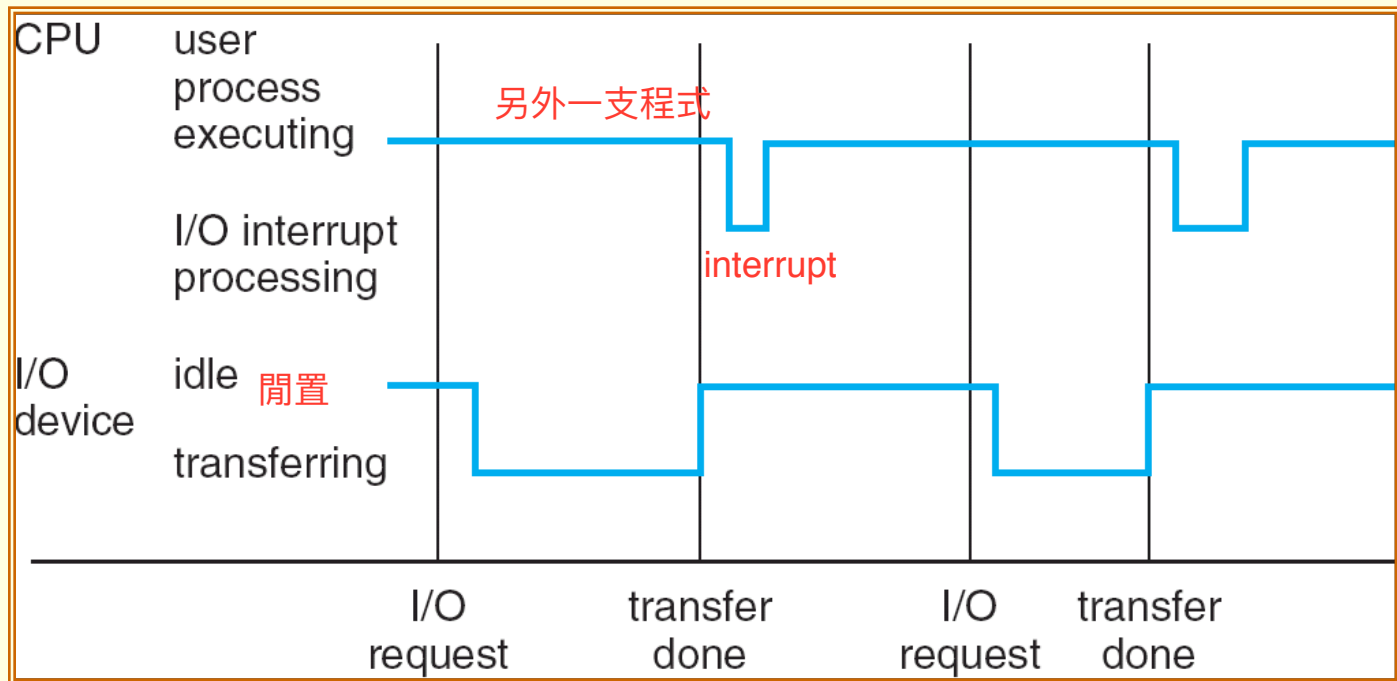 CPU
user
process
executing
另外一支程式
I/O interrupt
processing
interrupt
I/O
device
idle
閒置
transferring
I/O
request
transfer
done
I/O
request
transfer
done